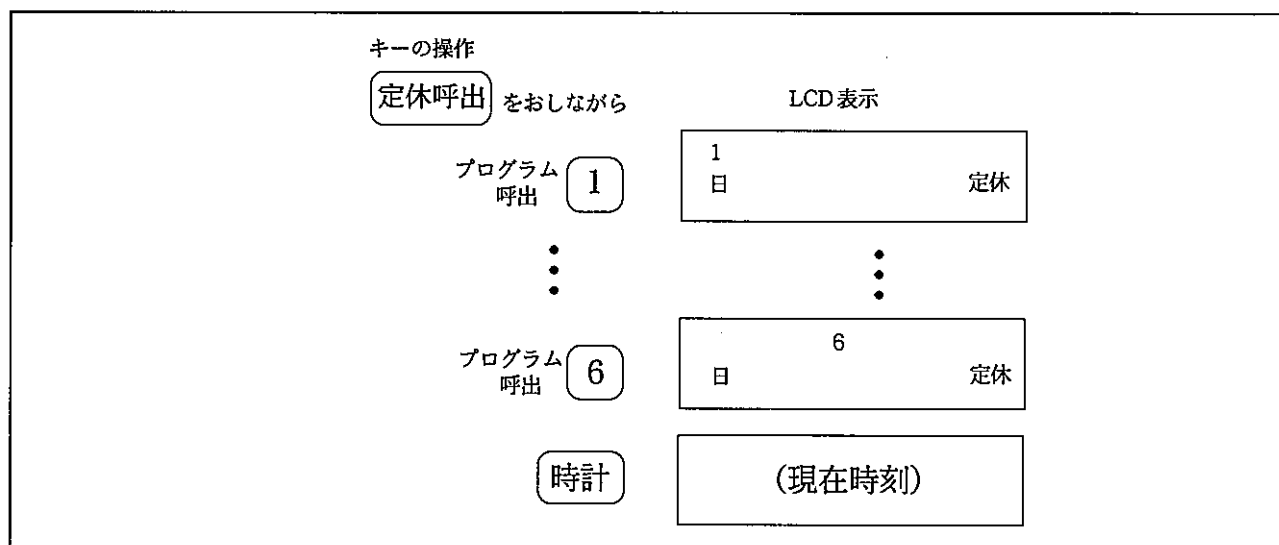 キーの操作
定休呼出 をおしながら LCD表示
プログラム
呼出 1
1
日 定休
プログラム
呼出 6
6
日 定休
時計 (現在時刻)